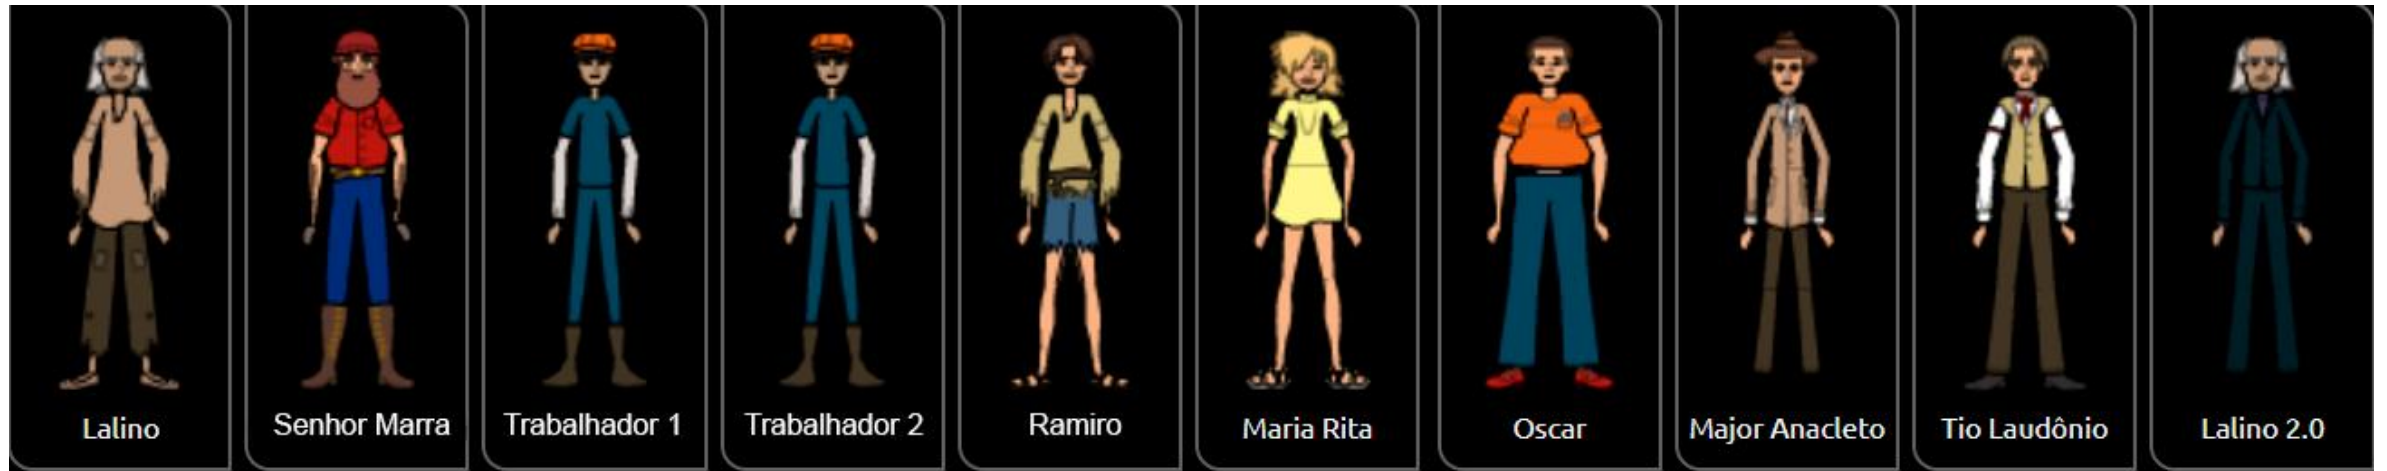 Lalino
Senhor Marra
Trabalhador 1
Trabalhador 2
Ramiro
Maria Rita
Oscar
Major Anacleto
Tio Laudônio
Lalino 2.0